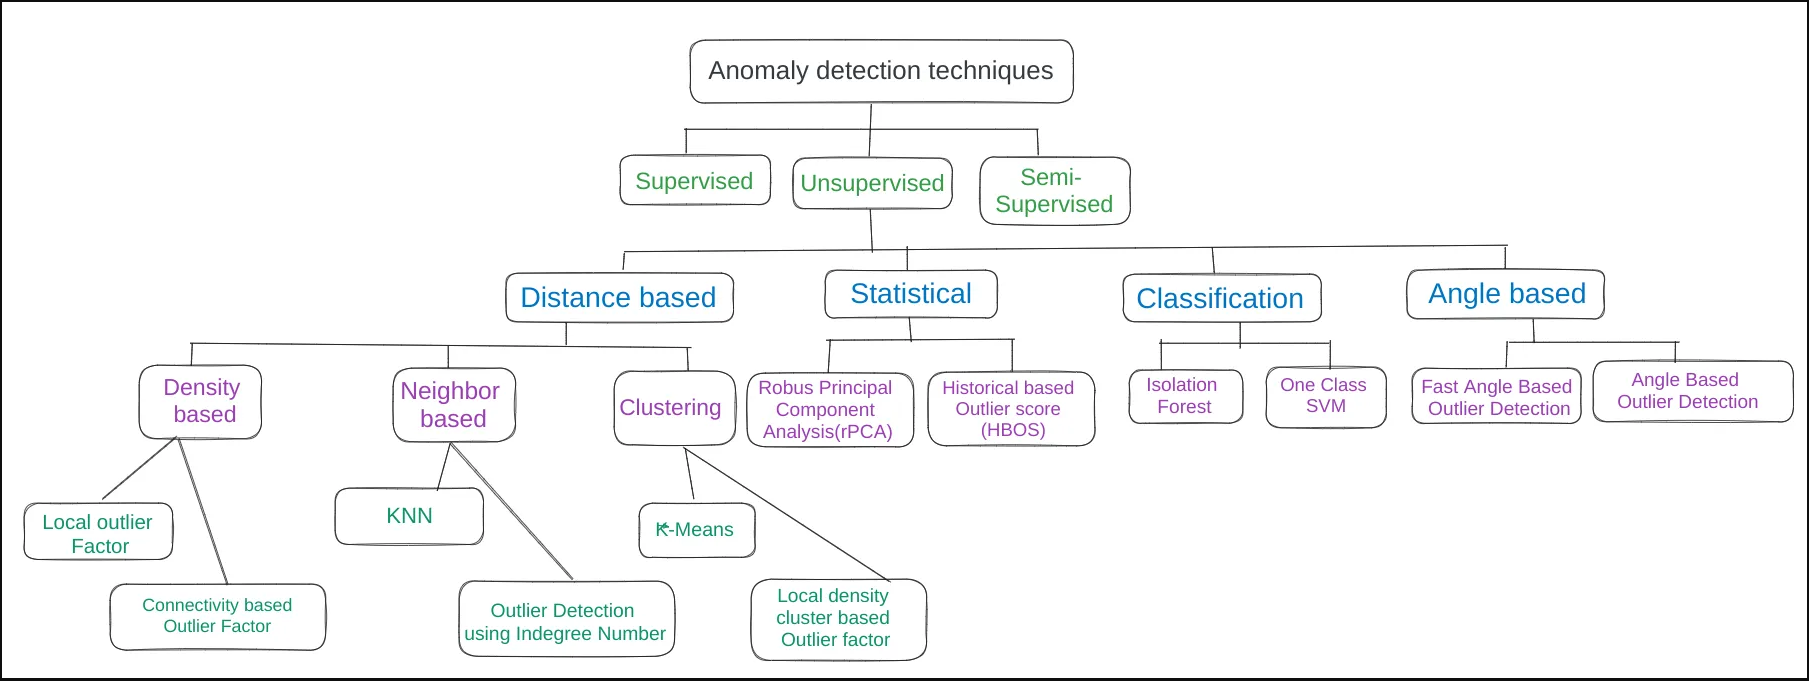 Anomaly detection techniques
Supervised
Unsupervised
Semi-
Supervised
Distance based
Statistical
Classification
Angle based
Density
based
Neighbor
based
Clustering
Robus Principal
Component
Analysis(rPCA)
Historical based
Outlier score
(HBOS)
Isolation
Forest
One Class
SVM
Fast Angle Based
Outlier Detection
Angle Based
Outlier Detection
Local outlier
Factor
KNN
K-Means
Connectivity based
Outlier Factor
Outlier Detection
using Indegree Number
Local density
cluster based
Outlier factor